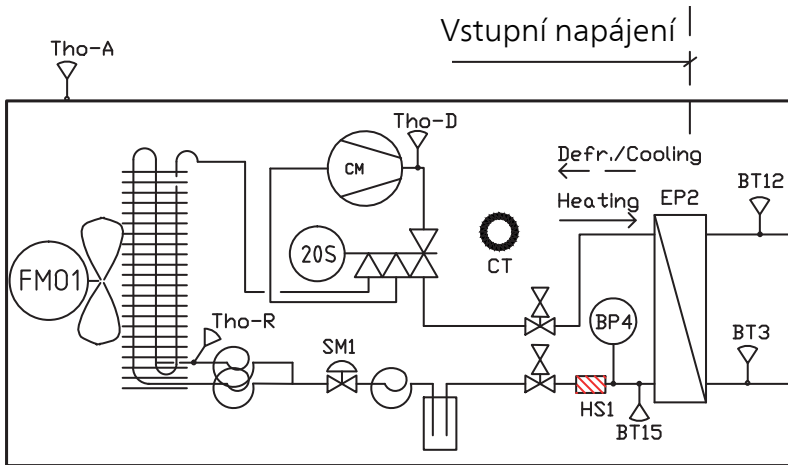 Vstupní napájení
Tho-A
Tho-D
CM
Defr./Cooling
Heating
EP2
BT12
20S
CT
FM01
Tho-R
BP4
SM1
BT3
HS1
BT15